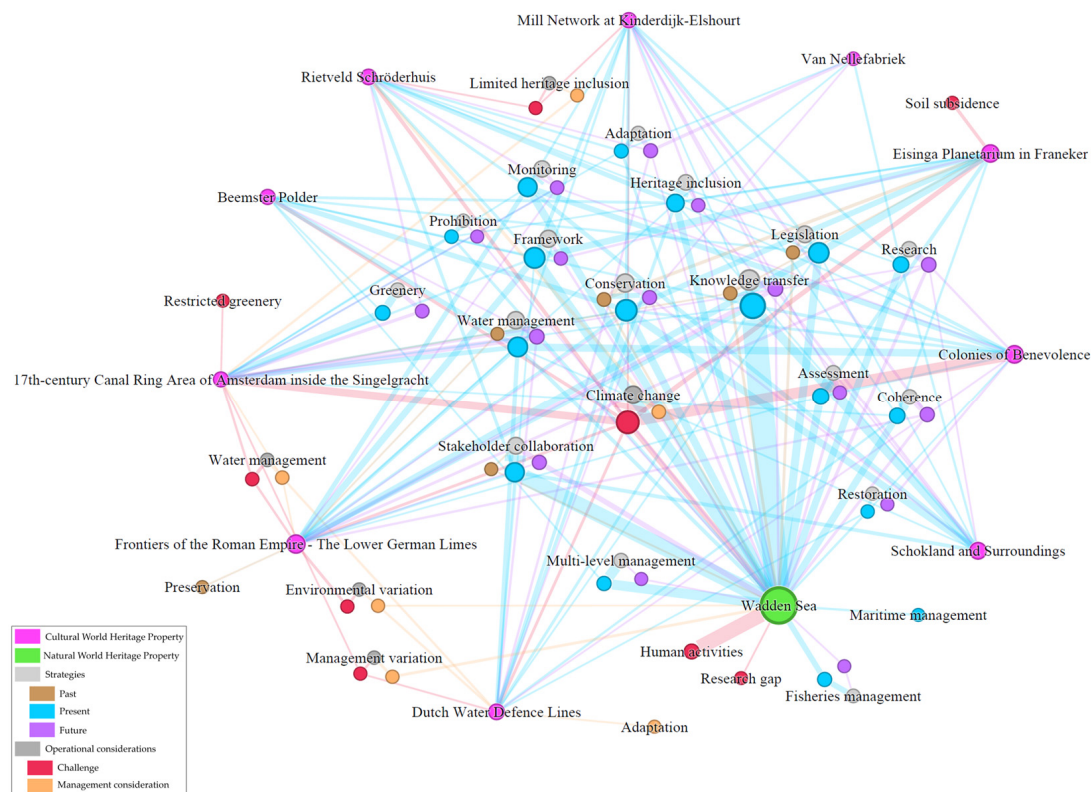 Mill Network at Kinderdijk-Elshourt
Van Nellefabriek
Rietveld Schröderhuis
Limited heritage inclusion
Soil subsidence
Adaptation
Eisinga Planetarium in Franeker
Monitoring
Heritage inclusion
Beemster Polder
Prohibition
Legislation
Framework
Research
Conservation
Knowledge transfer
Greenery
Restricted greenery
Water management
Colonies of Benevolence
17th-century Canal Ring Area of Amsterdam inside the Singelgracht
Assessment
Climate change
Coherence
Stakeholder collaboration
Water management
Restoration
Frontiers of the Roman Empire - The Lower German Limes
Schokland and Surroundings
Multi-level management
Preservation
Environmental variation
Wadden Sea
Maritime management
Human activities
Management variation
Research gap
Fisheries management
Dutch Water Defence Lines
Adaptation
Cultural World Heritage Property
Natural World Heritage Property
Strategies
Past
Present
Future
Operational considerations
Challenge
Management consideration